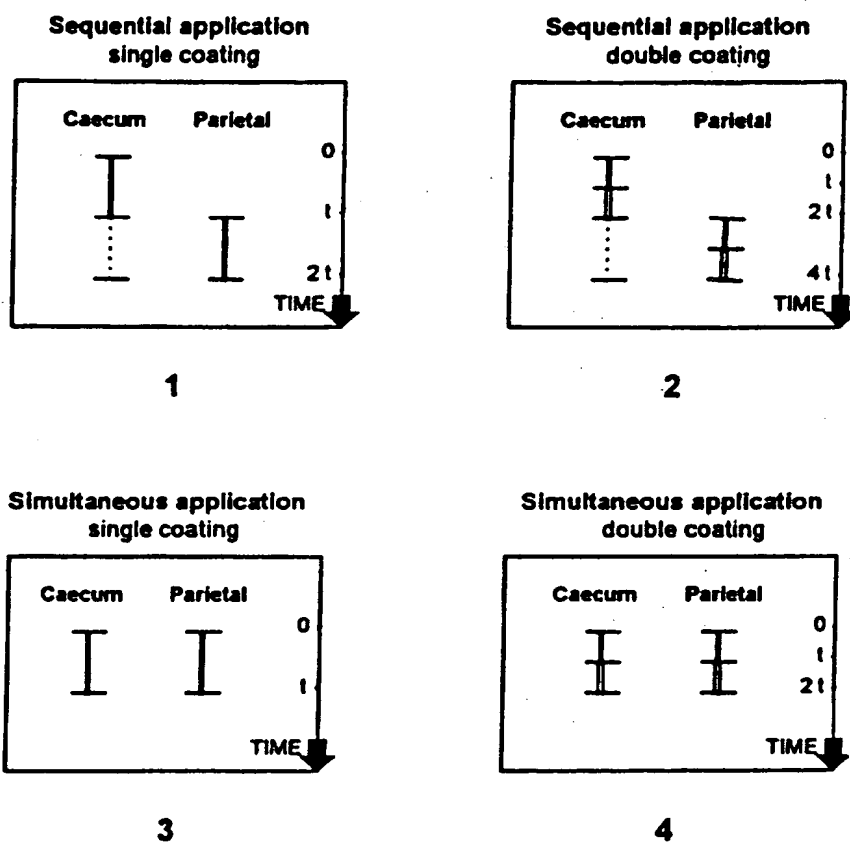 Sequential application
single coating
Caecum Parietal
0
t
2t
TIME
1
Sequential application
double coating
Caecum Parietal
0
t
2t
4t
TIME
2
Simultaneous application
single coating
Caecum Parietal
0
t
TIME
3
Simultaneous application
double coating
Caecum Parietal
0
t
2t
TIME
4